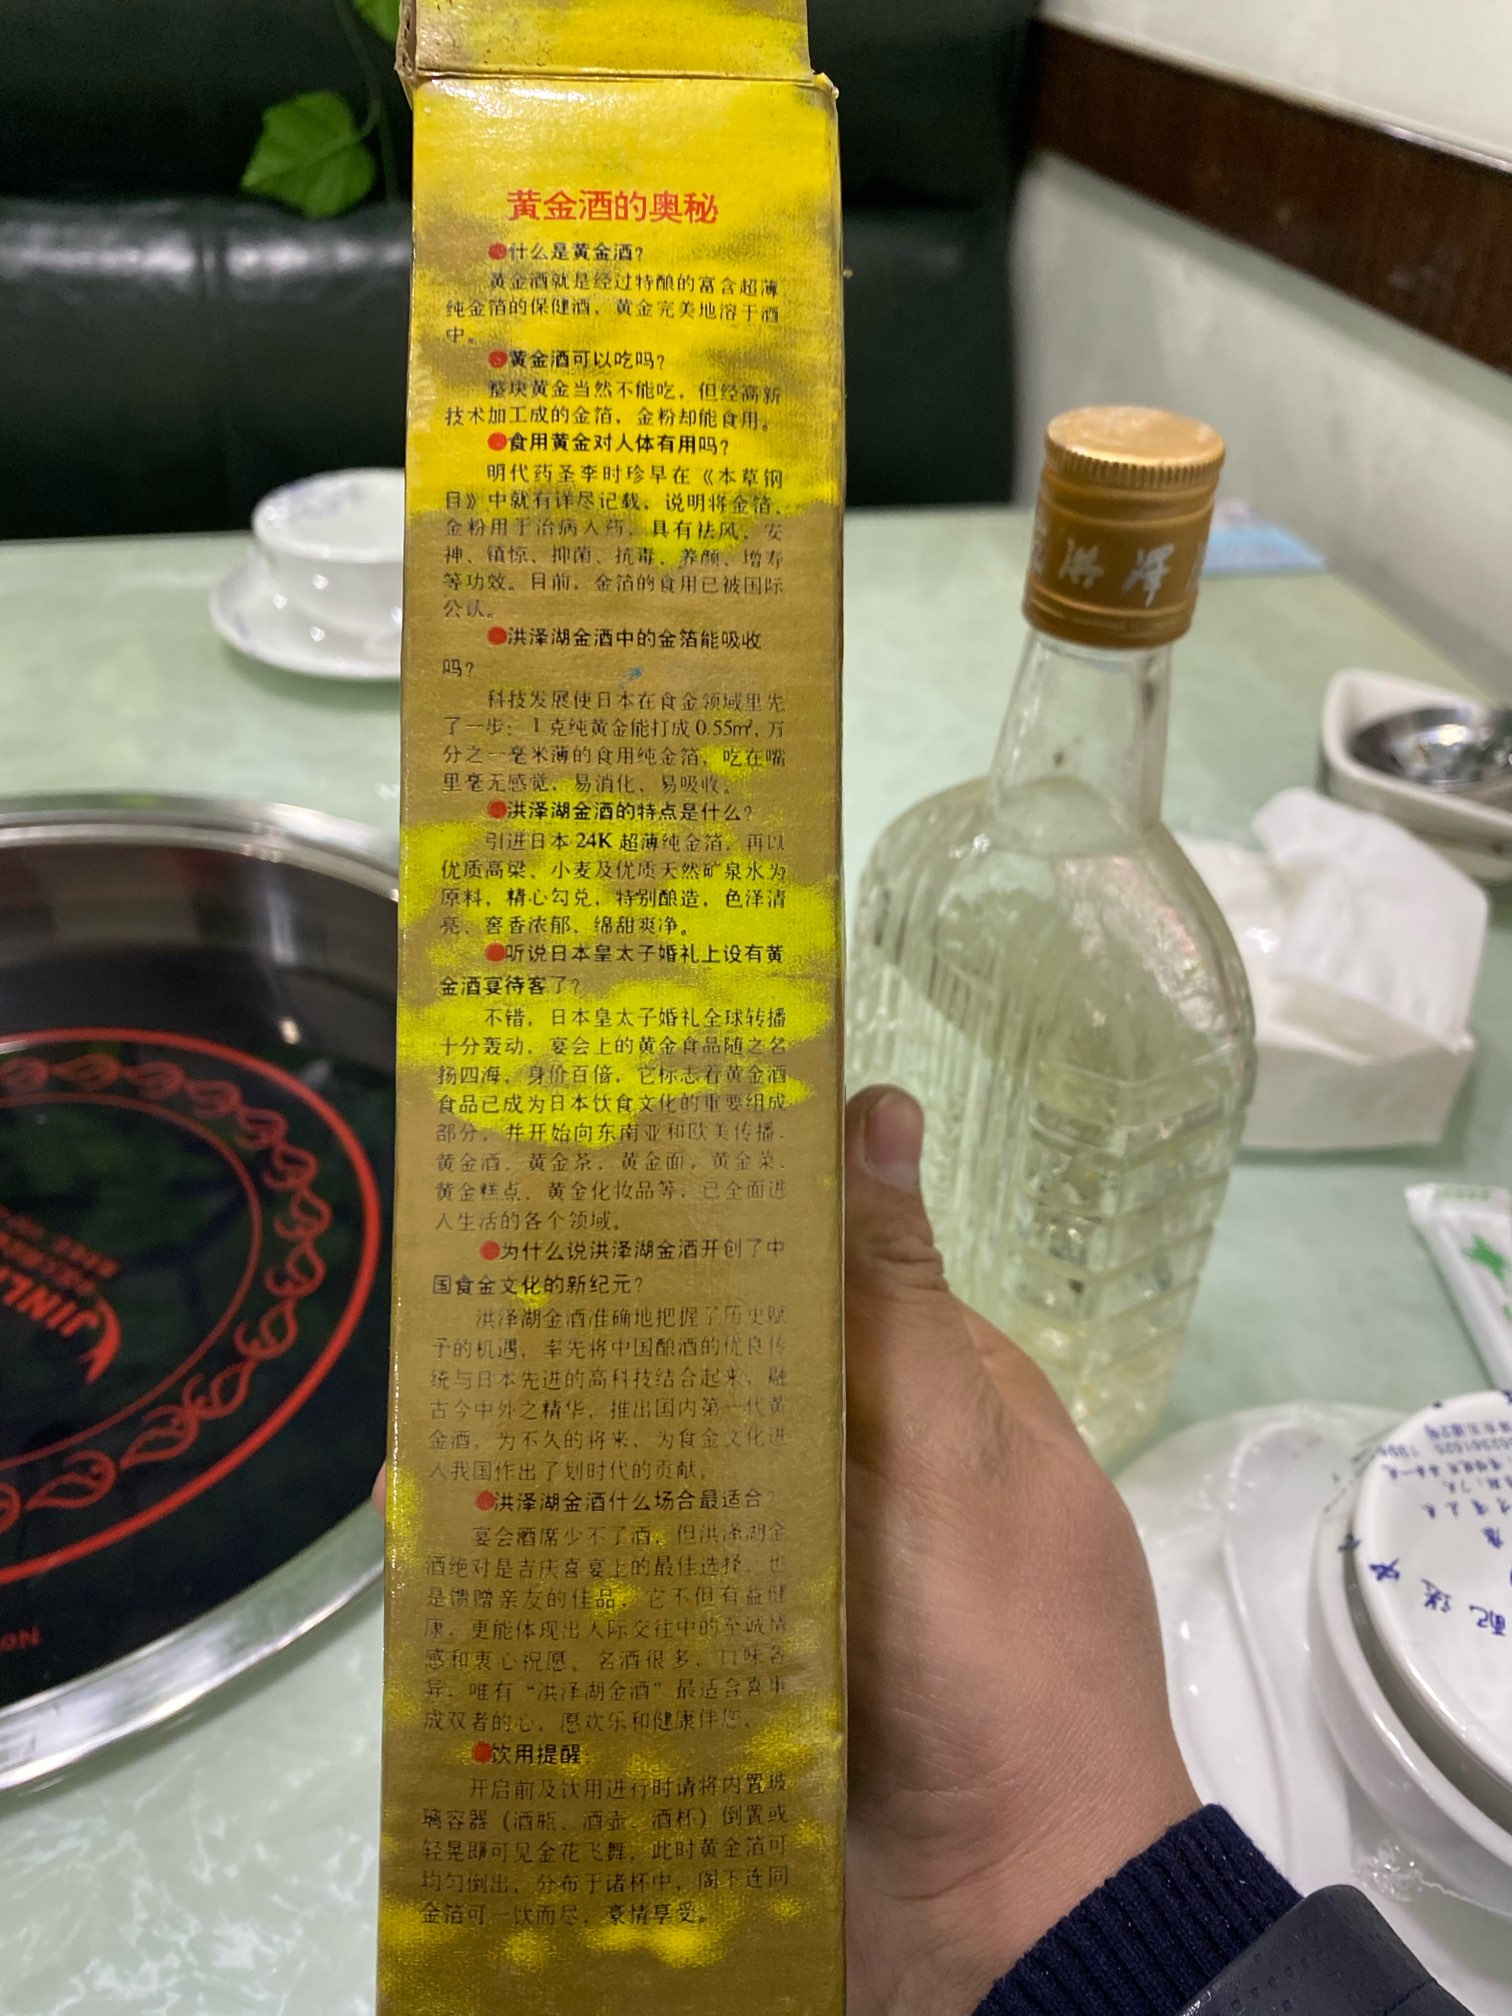 黄金酒的奥秘
●什么是黄金酒?
黄金酒就是经过特酿的富含超薄
纯金箔的保健酒，黄金完美地溶于酒
中。
●黄金酒可以吃吗?
整块黄金当然不能吃，但经高新
技术加工成的金箔，金粉却能食用。
●食用黄金对人体有用吗?
明代药圣李时珍早在《本草钢
目》中就有详尽记载，说明将金箔、
金粉用于治病入药，具有祛风、安
神、镇惊、抑菌、抗毒、养颜、增寿
等功效。目前，金箔的食用已被国际
公认。
●洪泽湖金酒中的金箔能吸收
吗?
科技发展使日本在食金领域里先
了一步：1克纯黄金能打成0.55㎡,万
分之一毫米薄的食用纯金箔，吃在嘴
里毫无感觉，易消化、易吸收。
●洪泽湖金酒的特点是什么?
引进日本24K超薄纯金箔，再以
优质高粱、小麦及优质天然矿泉水为
原料，精心勾兑，特别酿造，色泽清
亮、窖香浓郁、绵甜爽净。
●听说日本皇太子婚礼上设有黄
金酒宴待客了?
不错，日本皇太子婚礼全球转播
十分轰动，宴会上的黄金食品随之名
扬四海，身价百倍，它标志着黄金酒
食品已成为日本饮食文化的重要组成
部分，并开始向东南亚和欧美传播．
黄金酒、黄金茶、黄金面、黄金菜、
黄金糕点、黄金化妆品等，已全面进
入生活的各个领域。
●为什么说洪泽湖金酒开创了中
国食金文化的新纪元?
洪泽湖金酒准确地把握了历史赋
予的机遇，率先将中国酿酒的优良传
统与日本先进的高科技结合起来，融
古今中外之精华，推出国内第一代黄
金酒，为不久的将来，为食金文化进
入我国作出了划时代的贡献。
●洪泽湖金酒什么场合最适合?
宴会酒席少不了酒，但洪泽湖金
酒绝对是吉庆喜宴上的最佳选择，也
是馈赠亲友的佳品，它不但有益健
康，更能体现出人际交往中的至诚情
感和衷心祝愿。名酒很多，口味各
异，唯有“洪泽湖金酒”最适合喜事
成双者的心，愿欢乐和健康伴您。
●饮用提醒:
开启前及饮用进行时请将内置玻
璃容器（酒瓶、酒壶、酒杯）倒置或
轻晃即可见金花飞舞，此时黄金箔可
均匀倒出，分布于诸杯中，阁下连同
金箔可一饮而尽，豪情享受。
洪泽